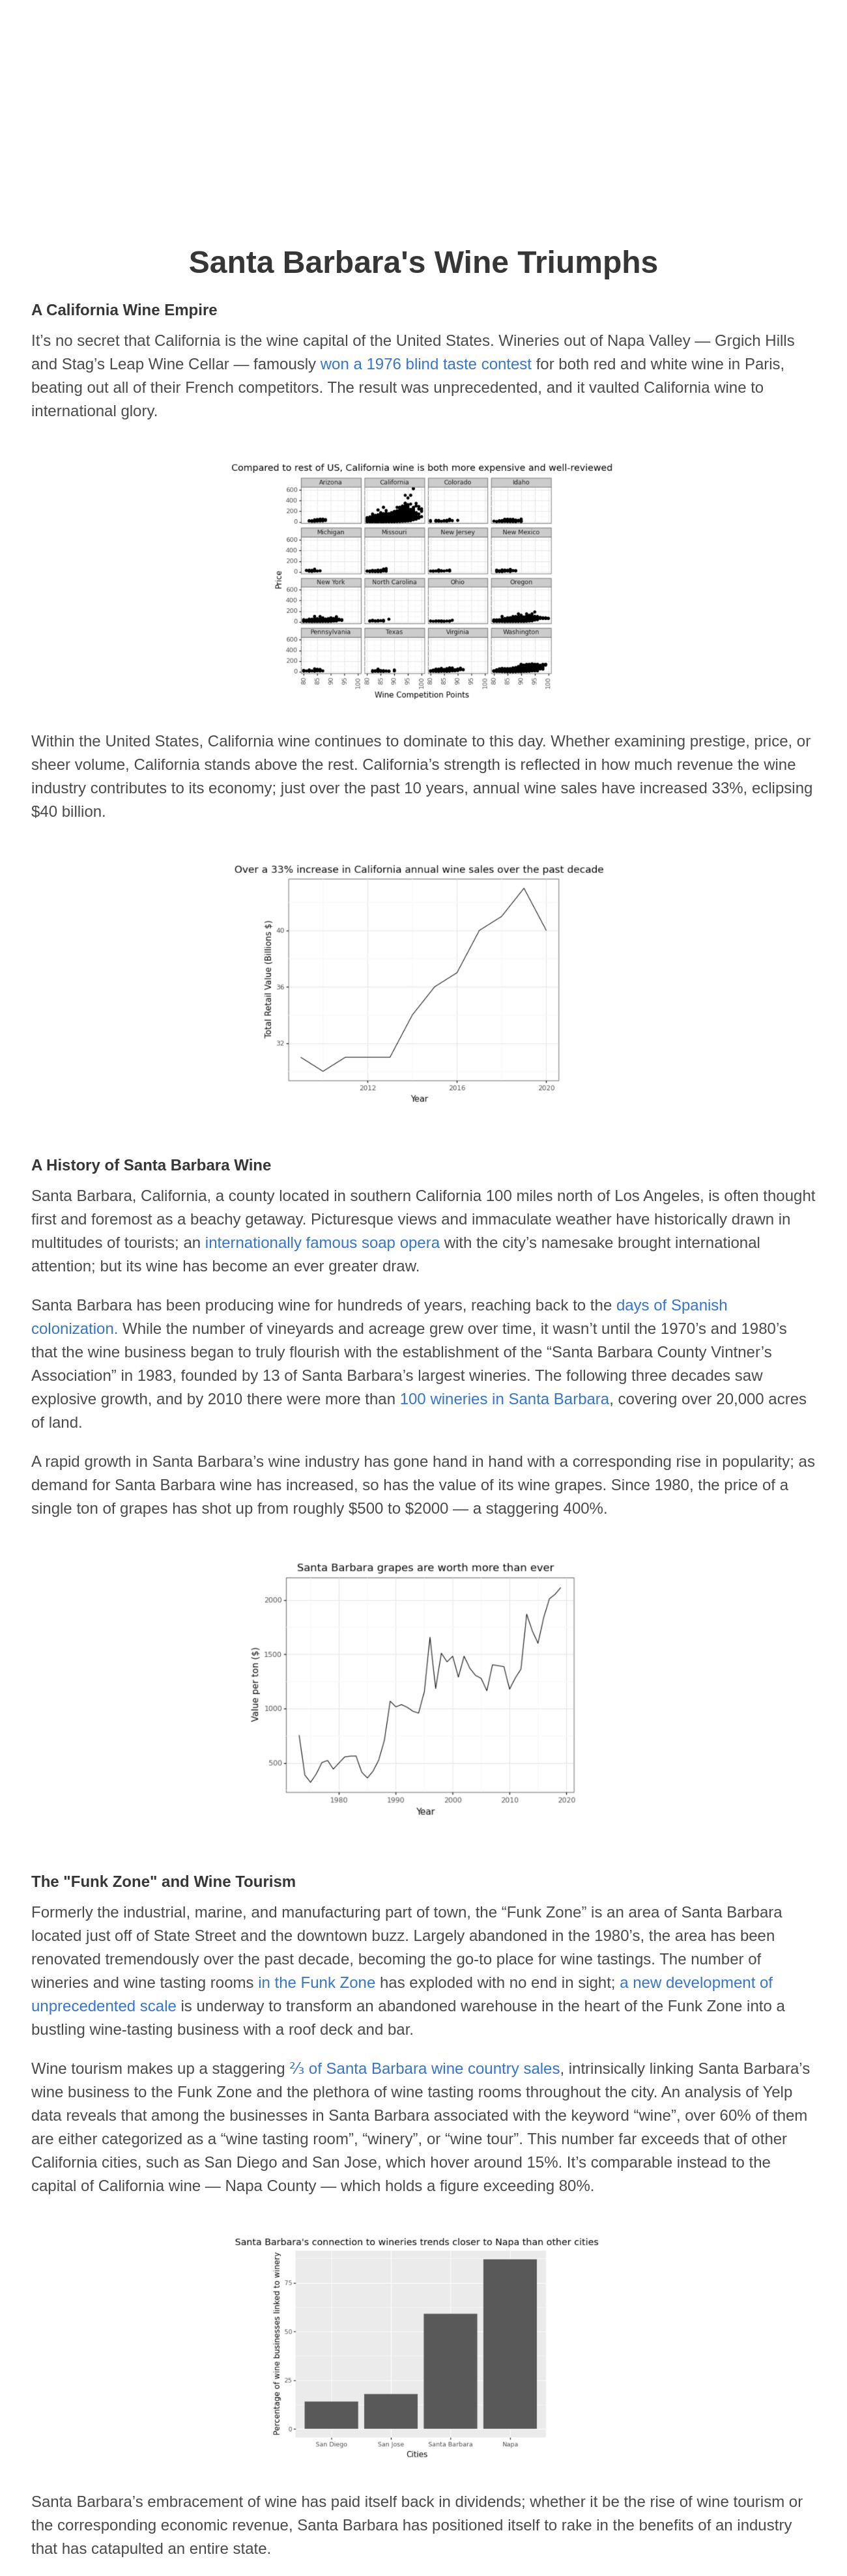 Santa Barbara's Wine Triumphs
A California Wine Empire
It’s no secret that California is the wine capital of the United States. Wineries out of Napa Valley — Grgich Hills
and Stag’s Leap Wine Cellar — famously won a 1976 blind taste contest for both red and white wine in Paris,
beating out all of their French competitors. The result was unprecedented, and it vaulted California wine to
international glory.
Compared to rest of US, California wine is both more expensive and well-reviewed
Arizona California Colorado Idaho
600
400
200
0
Michigan Missouri New Jersey New Mexico
600
400
200
0
Price
New York North Carolina Ohio Oregon
600
400
200
0
Pennsylvania Texas Virginia Washington
600
400
200
0
80 85 90 95 100 80 85 90 95 100 80 85 90 95 100 80 85 90 95 100
Wine Competition Points
Within the United States, California wine continues to dominate to this day. Whether examining prestige, price, or
sheer volume, California stands above the rest. California’s strength is reflected in how much revenue the wine
industry contributes to its economy; just over the past 10 years, annual wine sales have increased 33%, eclipsing
$40 billion.
Over a 33% increase in California annual wine sales over the past decade
Total Retail Value (Billions $)
40
36
32
2012 2016 2020
Year
A History of Santa Barbara Wine
Santa Barbara, California, a county located in southern California 100 miles north of Los Angeles, is often thought
first and foremost as a beachy getaway. Picturesque views and immaculate weather have historically drawn in
multitudes of tourists; an internationally famous soap opera with the city’s namesake brought international
attention; but its wine has become an ever greater draw.
Santa Barbara has been producing wine for hundreds of years, reaching back to the days of Spanish
colonization. While the number of vineyards and acreage grew over time, it wasn’t until the 1970’s and 1980’s
that the wine business began to truly flourish with the establishment of the “Santa Barbara County Vintner’s
Association” in 1983, founded by 13 of Santa Barbara’s largest wineries. The following three decades saw
explosive growth, and by 2010 there were more than 100 wineries in Santa Barbara, covering over 20,000 acres
of land.
A rapid growth in Santa Barbara’s wine industry has gone hand in hand with a corresponding rise in popularity; as
demand for Santa Barbara wine has increased, so has the value of its wine grapes. Since 1980, the price of a
single ton of grapes has shot up from roughly $500 to $2000 — a staggering 400%.
Santa Barbara grapes are worth more than ever
Value per ton ($)
2000
1500
1000
500
1980 1990 2000 2010 2020
Year
The "Funk Zone" and Wine Tourism
Formerly the industrial, marine, and manufacturing part of town, the “Funk Zone” is an area of Santa Barbara
located just off of State Street and the downtown buzz. Largely abandoned in the 1980’s, the area has been
renovated tremendously over the past decade, becoming the go-to place for wine tastings. The number of
wineries and wine tasting rooms in the Funk Zone has exploded with no end in sight; a new development of
unprecedented scale is underway to transform an abandoned warehouse in the heart of the Funk Zone into a
bustling wine-tasting business with a roof deck and bar.
Wine tourism makes up a staggering ⅔ of Santa Barbara wine country sales, intrinsically linking Santa Barbara’s
wine business to the Funk Zone and the plethora of wine tasting rooms throughout the city. An analysis of Yelp
data reveals that among the businesses in Santa Barbara associated with the keyword “wine”, over 60% of them
are either categorized as a “wine tasting room”, “winery”, or “wine tour”. This number far exceeds that of other
California cities, such as San Diego and San Jose, which hover around 15%. It’s comparable instead to the
capital of California wine — Napa County — which holds a figure exceeding 80%.
Santa Barbara's connection to wineries trends closer to Napa than other cities
Percentage of wine businesses linked to winery
75
50
25
0
San Diego San Jose Santa Barbara Napa
Cities
Santa Barbara’s embracement of wine has paid itself back in dividends; whether it be the rise of wine tourism or
the corresponding economic revenue, Santa Barbara has positioned itself to rake in the benefits of an industry
that has catapulted an entire state.